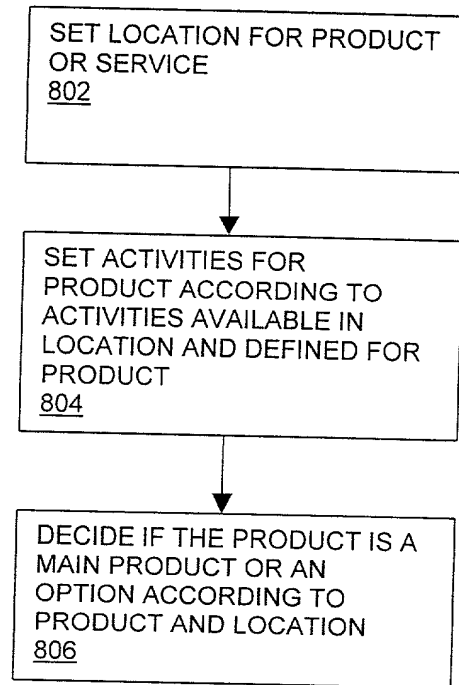 SET LOCATION FOR PRODUCT
OR SERVICE
802
SET ACTIVITIES FOR
PRODUCT ACCORDING TO
ACTIVITIES AVAILABLE IN
LOCATION AND DEFINED FOR
PRODUCT
804
DECIDE IF THE PRODUCT IS A
MAIN PRODUCT OR AN
OPTION ACCORDING TO
PRODUCT AND LOCATION
806